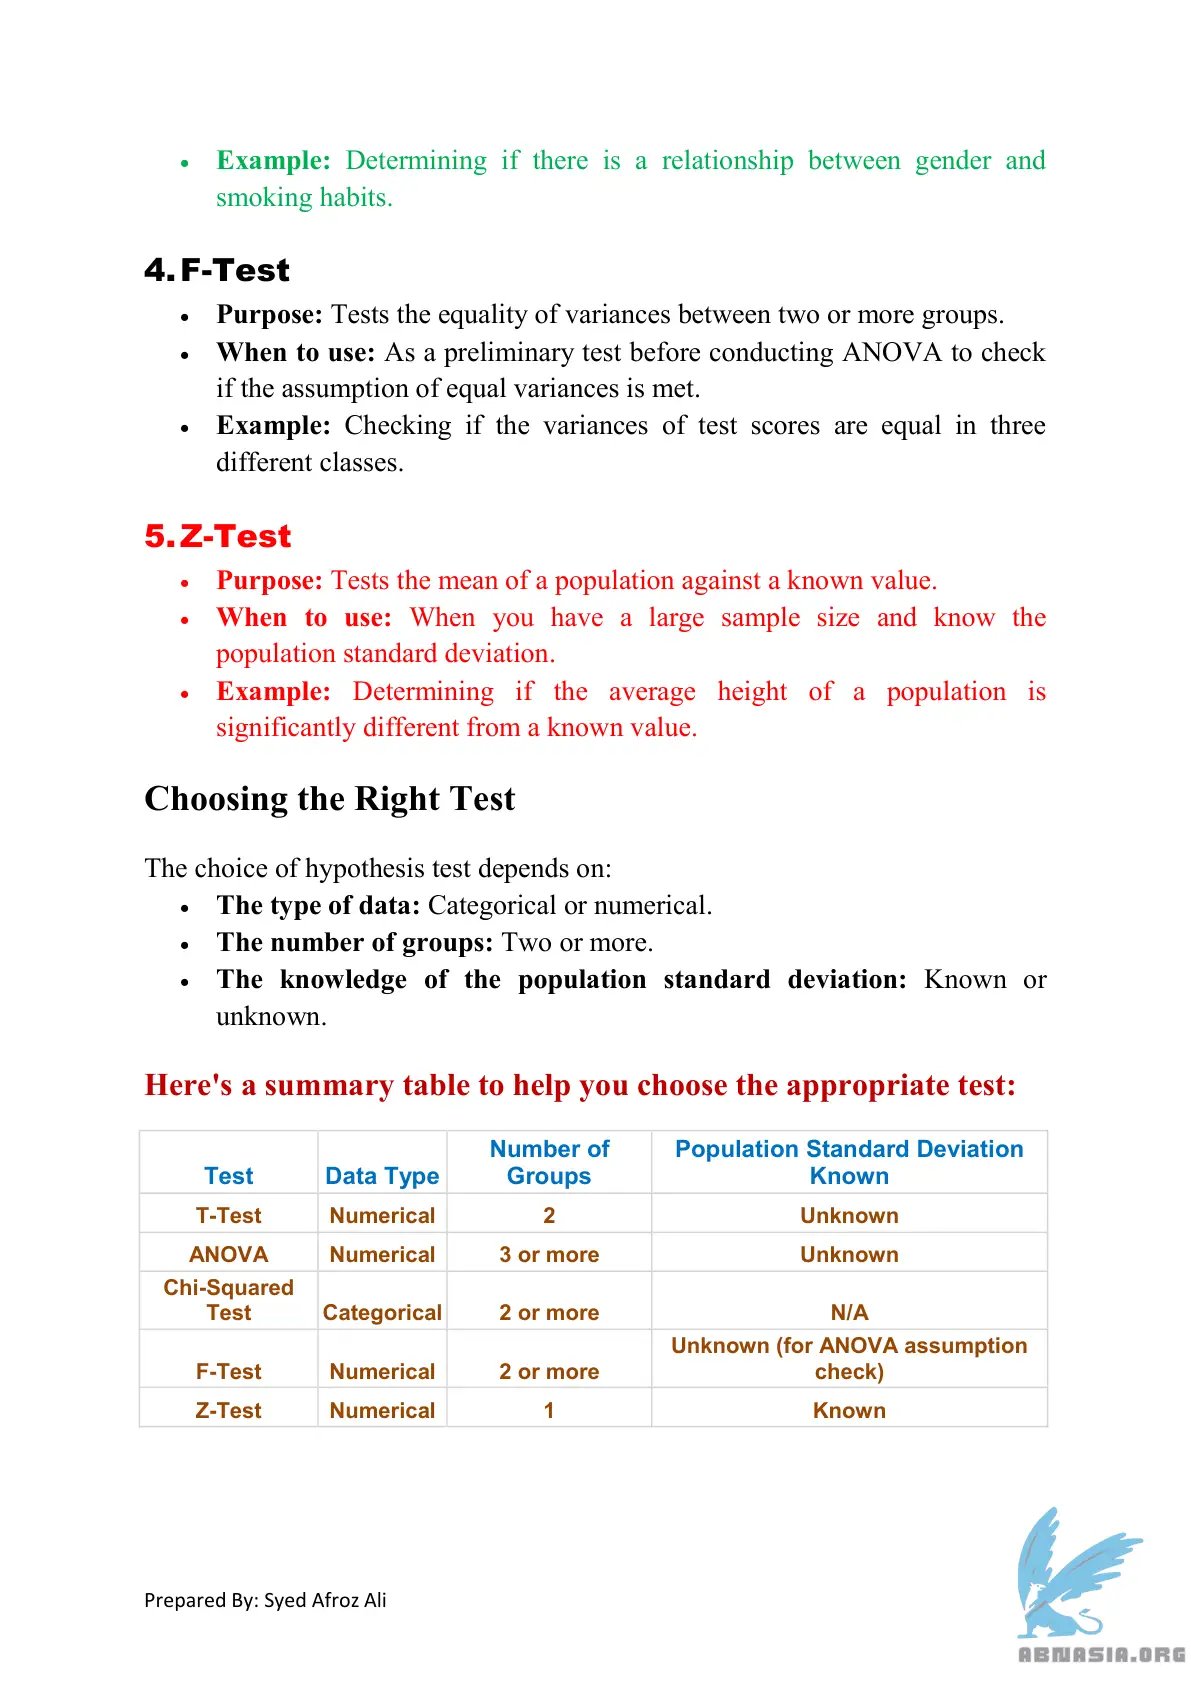 • Example: Determining if there is a relationship between gender and
smoking habits.
4. F-Test
• Purpose: Tests the equality of variances between two or more groups.
• When to use: As a preliminary test before conducting ANOVA to check
if the assumption of equal variances is met.
• Example: Checking if the variances of test scores are equal in three
different classes.
5. Z-Test
• Purpose: Tests the mean of a population against a known value.
• When to use: When you have a large sample size and know the
population standard deviation.
• Example: Determining if the average height of a population is
significantly different from a known value.
Choosing the Right Test
The choice of hypothesis test depends on:
• The type of data: Categorical or numerical.
• The number of groups: Two or more.
• The knowledge of the population standard deviation: Known or
unknown.
Here's a summary table to help you choose the appropriate test:
Test Data Type Number of Groups Population Standard Deviation Known
T-Test Numerical 2 Unknown
ANOVA Numerical 3 or more Unknown
Chi-Squared Test Categorical 2 or more N/A
F-Test Numerical 2 or more Unknown (for ANOVA assumption check)
Z-Test Numerical 1 Known
Prepared By: Syed Afroz Ali
ABNASIA.ORG